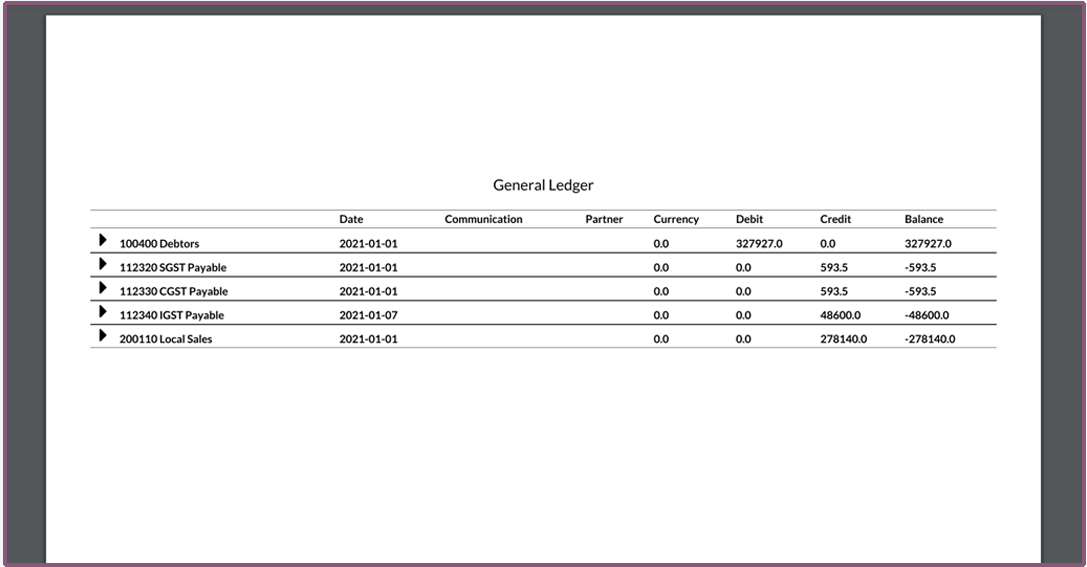 General Ledger
Date Communication Partner Currency Debit Credit Balance
100400 Debtors 2021-01-01 0.0 327927.0 0.0 327927.0
112320 SGST Payable 2021-01-01 0.0 0.0 593.5 -593.5
112330 CGST Payable 2021-01-01 0.0 0.0 593.5 -593.5
112340 IGST Payable 2021-01-07 0.0 0.0 48600.0 -48600.0
200110 Local Sales 2021-01-01 0.0 0.0 278140.0 -278140.0